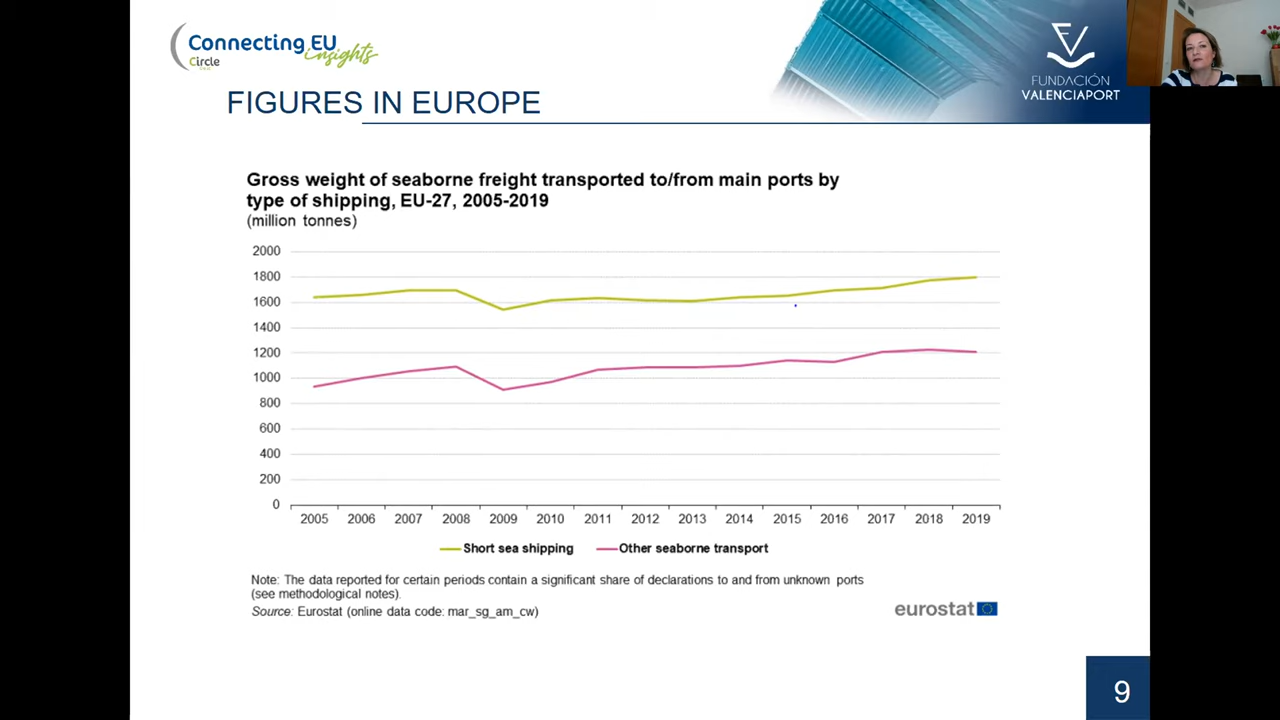 Connecting EU
insights
Circle
FUNDACIÓN
VALENCIAPORT
FIGURES IN EUROPE
Gross weight of seaborne freight transported to/from main ports by
type of shipping, EU-27, 2005-2019
(million tonnes)
2000
1800
1600
1400
1200
1000
800
600
400
200
0
2005 2006 2007 2008 2009 2010 2011 2012 2013 2014 2015 2016 2017 2018 2019
Short sea shipping Other seaborne transport
Note: The data reported for certain periods contain a significant share of declarations to and from unknown ports
(see methodological notes).
Source: Eurostat (online data code: mar_sg_am_cw)
eurostat
9